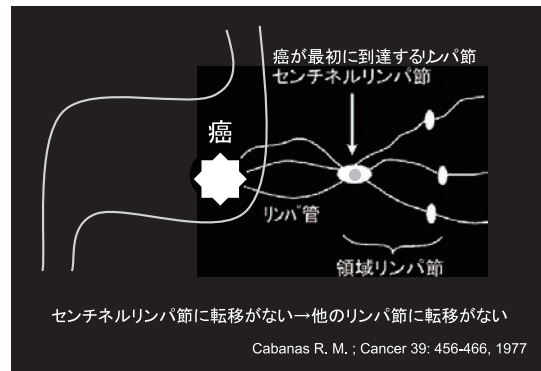 癌が最初に到達するリンパ節
センチネルリンパ節
癌
リンパ管
領域リンパ節
センチネルリンパ節に転移がない→他のリンパ節に転移がない
Cabanas R. M. ; Cancer 39: 456-466, 1977